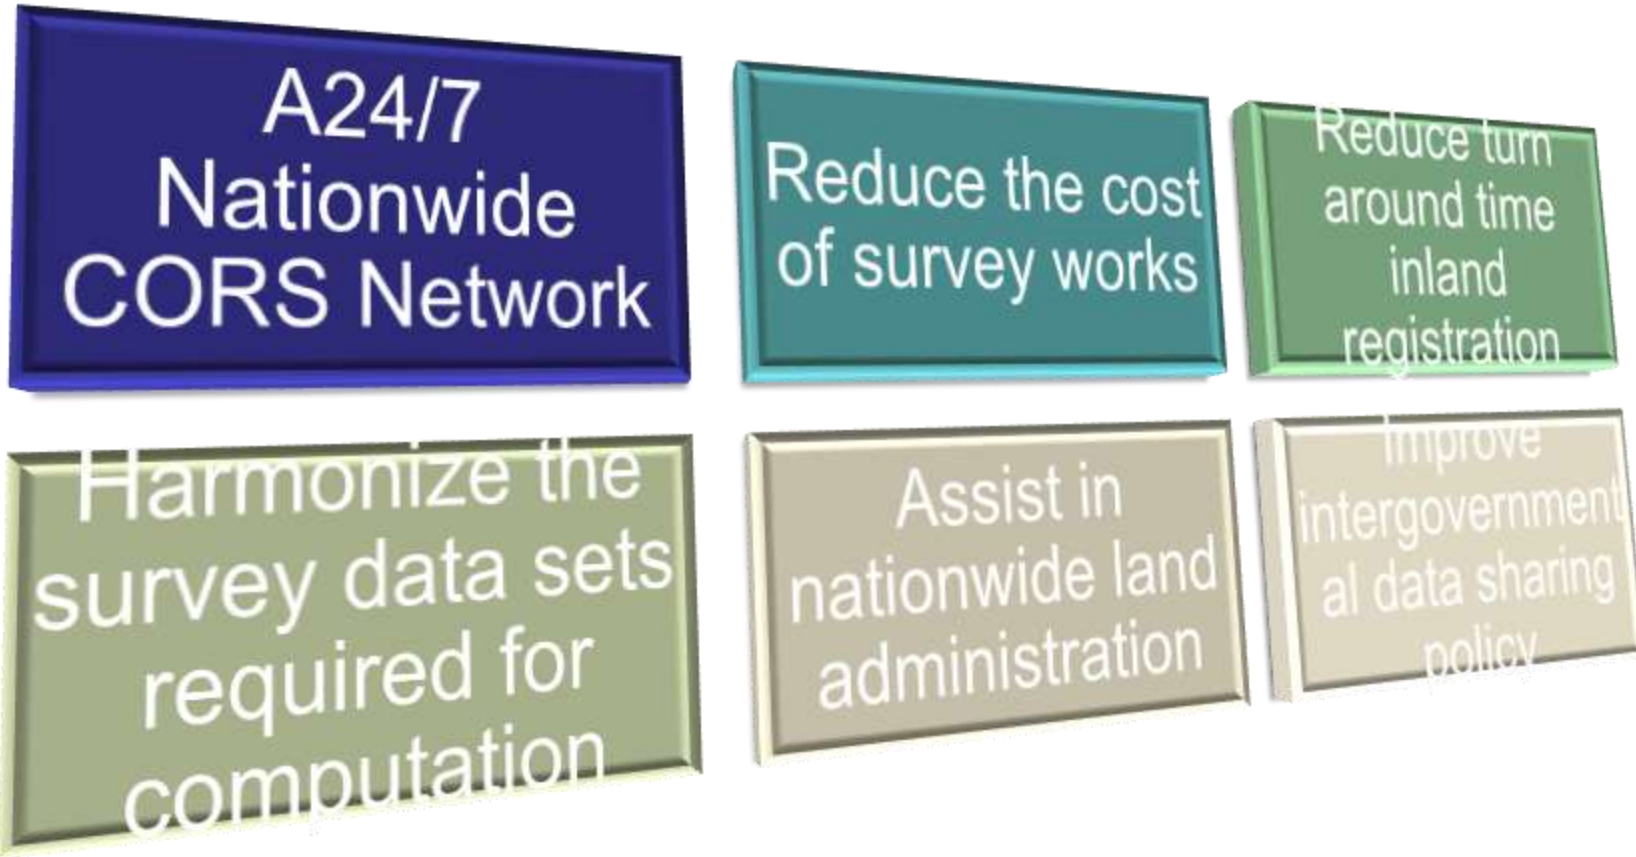 A24/7
Nationwide
CORS Network
Reduce the cost
of survey works
Reduce turn
around time
inland
registration
Harmonize the
survey data sets
required for
computation
Assist in
nationwide land
administration
Improve
intergovernment
al data sharing
policy